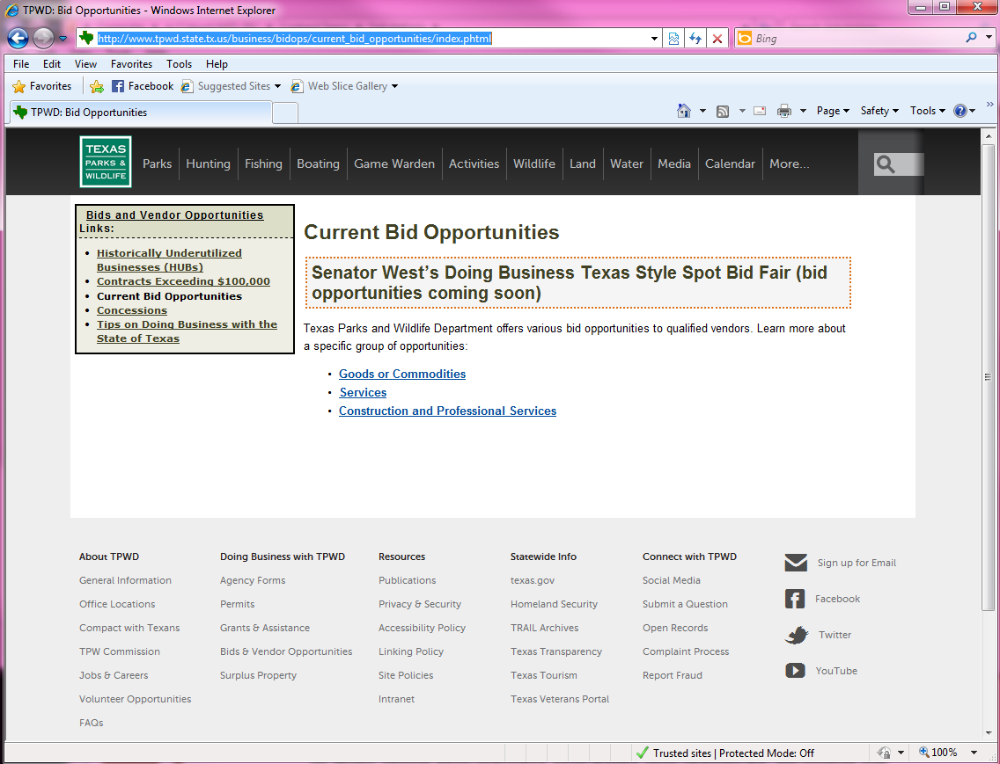 TPWD: Bid Opportunities - Windows Internet Explorer
http://www.tpwd.state.tx.us/business/bidops/current_bid_opportunities/index.phtml
Bing
File Edit View Favorites Tools Help
Favorites Facebook Suggested Sites Web Slice Gallery
TPWD: Bid Opportunities
Page Safety Tools
TEXAS
PARKS &
WILDLIFE
Parks Hunting Fishing Boating Game Warden Activities Wildlife Land Water Media Calendar More...
Bids and Vendor Opportunities
Links:
• Historically Underutilized
Businesses (HUBs)
• Contracts Exceeding $100,000
• Current Bid Opportunities
• Concessions
• Tips on Doing Business with the
State of Texas
Current Bid Opportunities
Senator West’s Doing Business Texas Style Spot Bid Fair (bid
opportunities coming soon)
Texas Parks and Wildlife Department offers various bid opportunities to qualified vendors. Learn more about
a specific group of opportunities:
• Goods or Commodities
• Services
• Construction and Professional Services
About TPWD
General Information
Office Locations
Compact with Texans
TPW Commission
Jobs & Careers
Volunteer Opportunities
FAQs
Doing Business with TPWD
Agency Forms
Permits
Grants & Assistance
Bids & Vendor Opportunities
Surplus Property
Resources
Publications
Privacy & Security
Accessibility Policy
Linking Policy
Site Policies
Intranet
Statewide Info
texas.gov
Homeland Security
TRAIL Archives
Texas Transparency
Texas Tourism
Texas Veterans Portal
Connect with TPWD
Social Media
Submit a Question
Open Records
Complaint Process
Report Fraud
Sign up for Email
Facebook
Twitter
YouTube
Trusted sites | Protected Mode: Off
100%